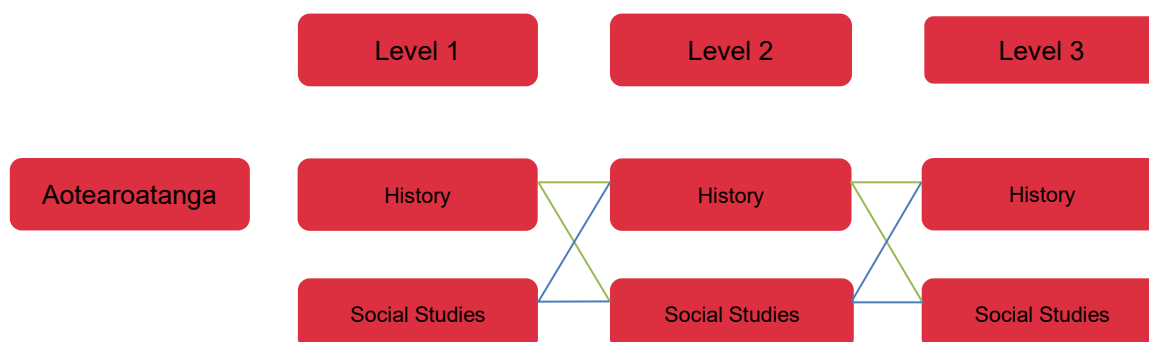 Level 1
Level 2
Level 3
Aotearoatanga
History
History
History
Social Studies
Social Studies
Social Studies